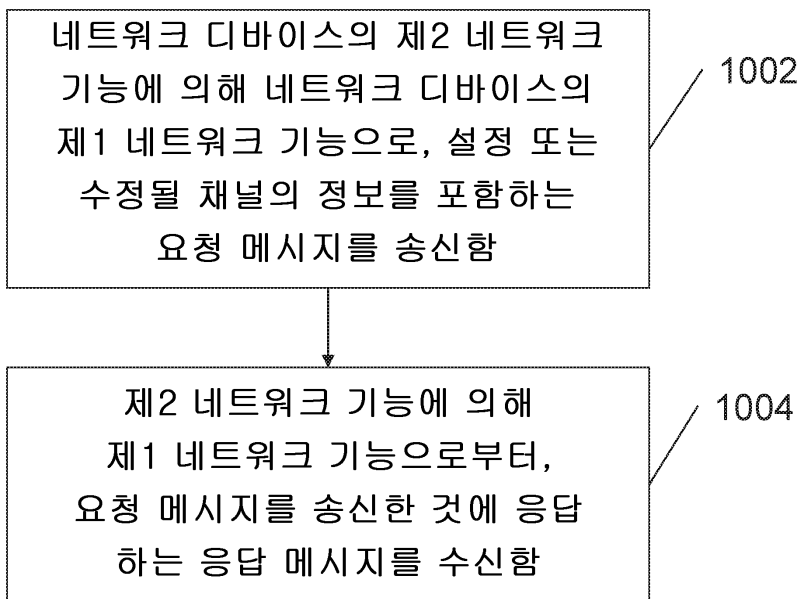 네트워크 디바이스의 제2 네트워크
기능에 의해 네트워크 디바이스의
제1 네트워크 기능으로, 설정 또는
수정될 채널의 정보를 포함하는
요청 메시지를 송신함
1002
제2 네트워크 기능에 의해
제1 네트워크 기능으로부터,
요청 메시지를 송신한 것에 응답
하는 응답 메시지를 수신함
1004